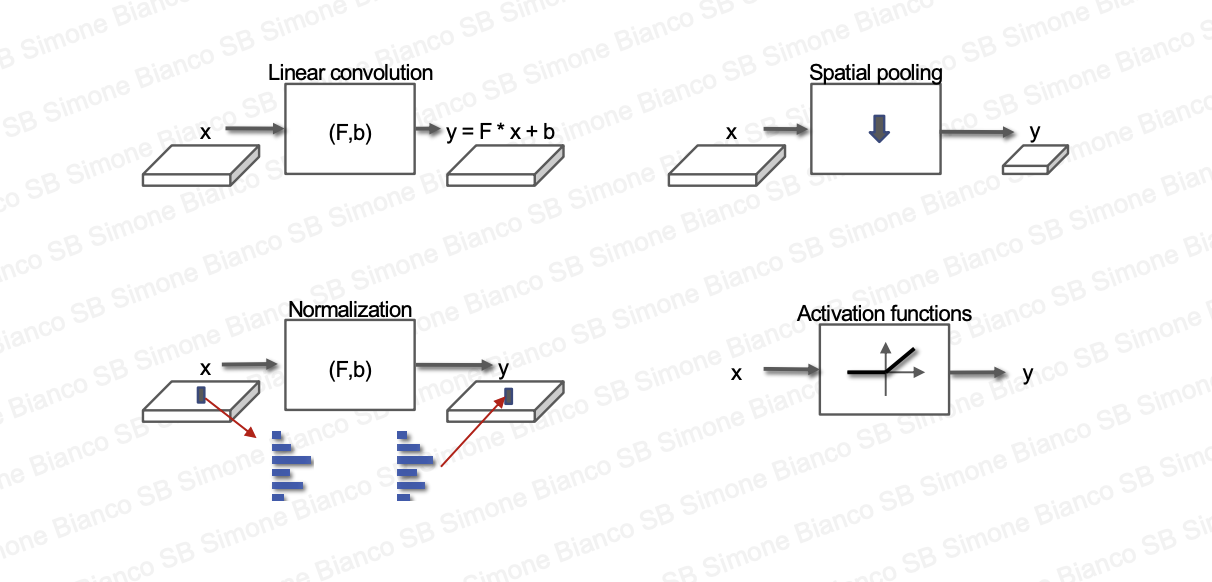 Linear convolution
x
(F,b)
y = F * x + b
Spatial pooling
x
y
Normalization
x
(F,b)
y
Activation functions
x
y
SB Simone Bianco SB Simone Bianco SB Simone Bianco